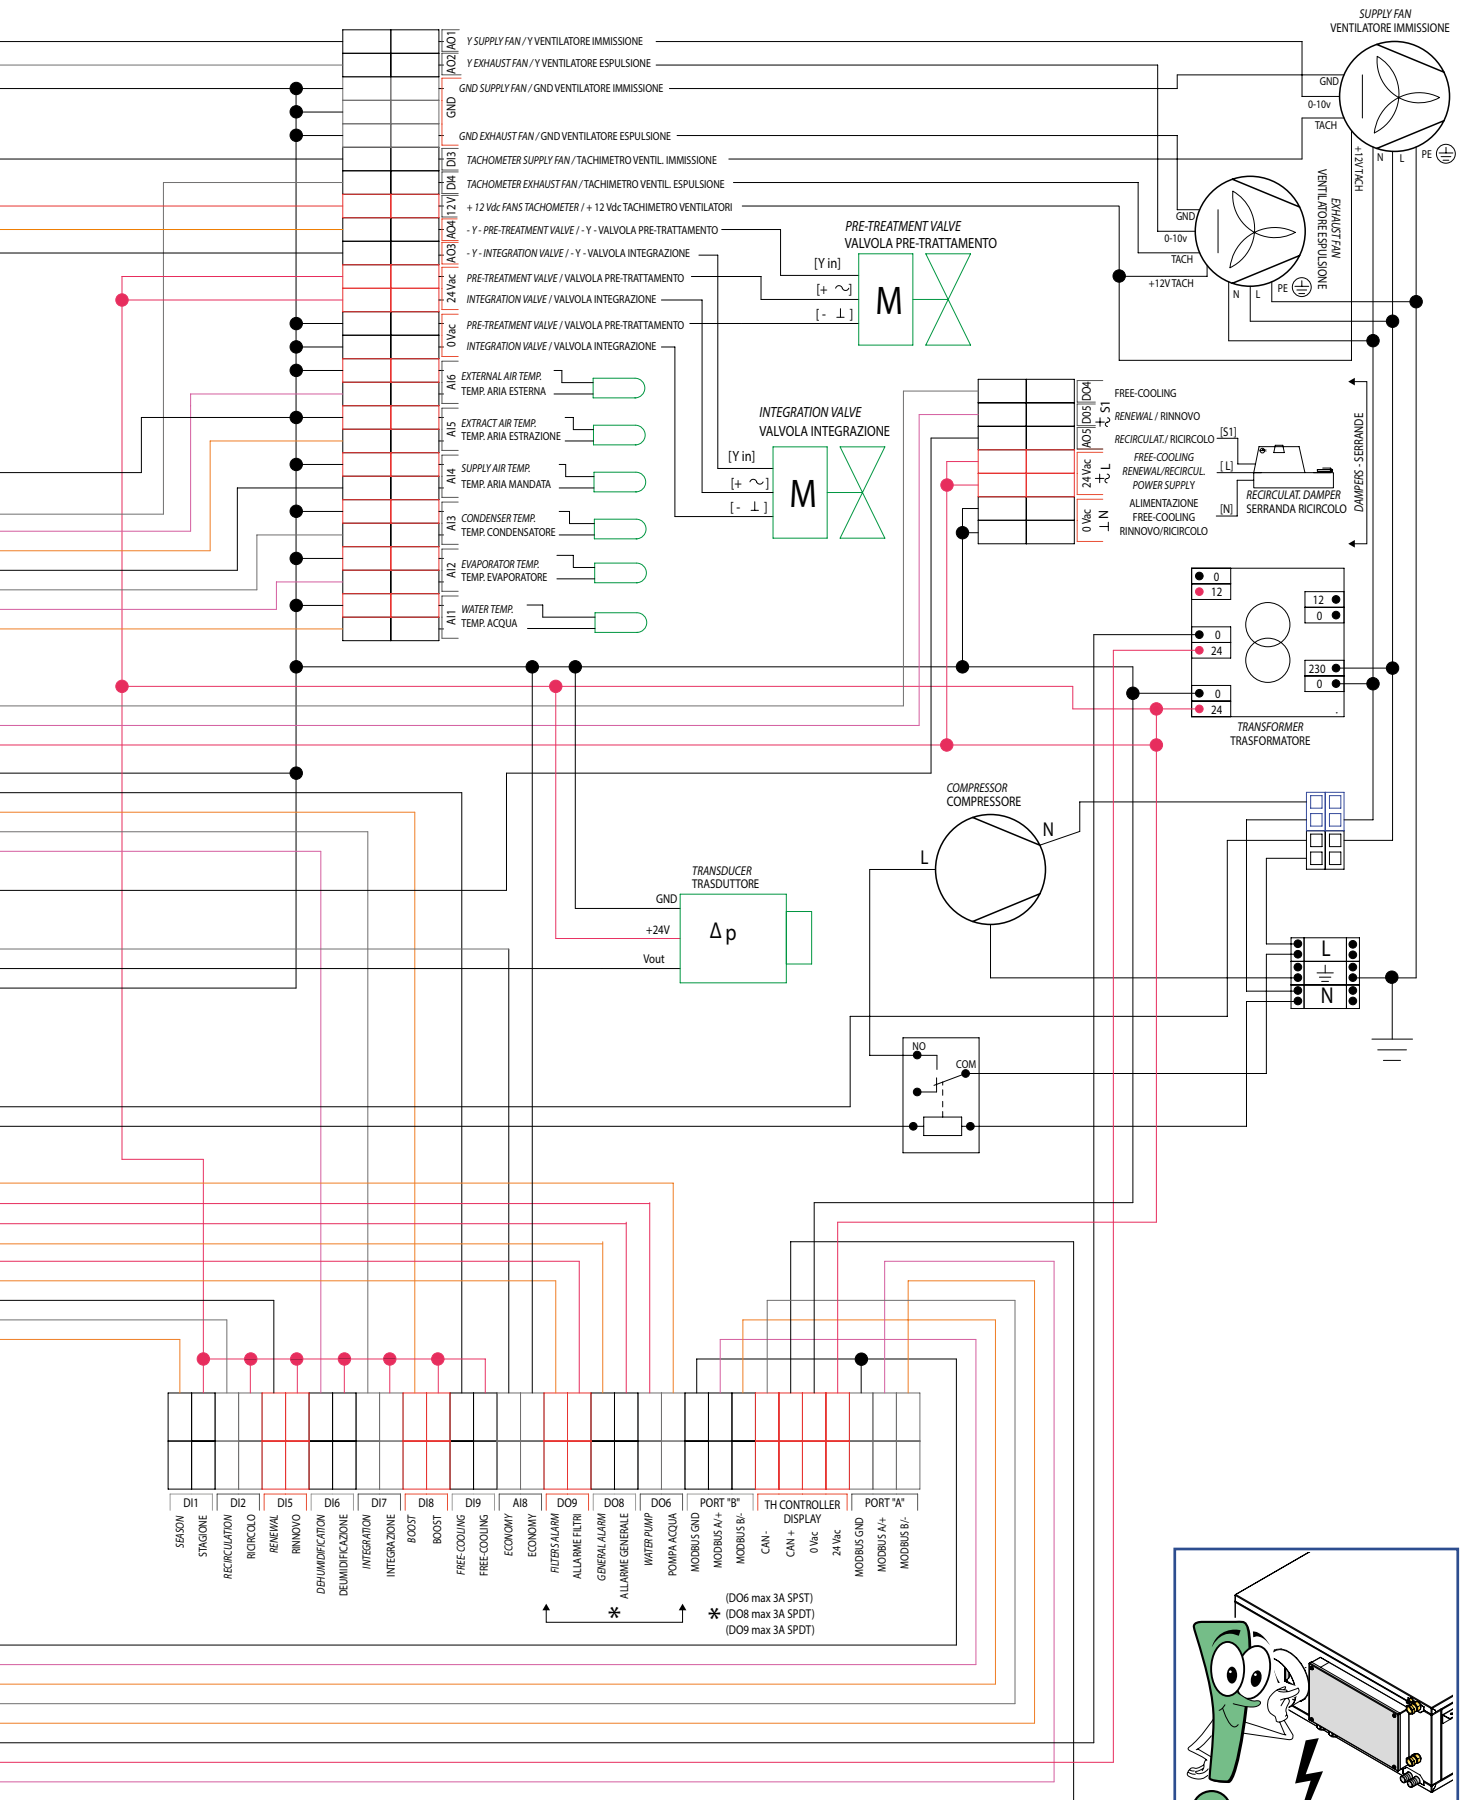 SUPPLY FAN
VENTILATORE IMMISSIONE
AO1 Y SUPPLY FAN / Y VENTILATORE IMMISSIONE
AO2 Y EXHAUST FAN / Y VENTILATORE ESPULSIONE
GND
GND SUPPLY FAN / GND VENTILATORE IMMISSIONE
GND EXHAUST FAN / GND VENTILATORE ESPULSIONE
DI3 TACHOMETER SUPPLY FAN / TACHIMETRO VENTIL. IMMISSIONE
DI4 TACHOMETER EXHAUST FAN / TACHIMETRO VENTIL. ESPULSIONE
12 V + 12 Vdc FANS TACHOMETER / + 12 Vdc TACHIMETRO VENTILATORI
AO4 - Y - PRE-TREATMENT VALVE / - Y - VALVOLA PRE-TRATTAMENTO
AO3 - Y - INTEGRATION VALVE / - Y - VALVOLA INTEGRAZIONE
24 Vac
PRE-TREATMENT VALVE / VALVOLA PRE-TRATTAMENTO
INTEGRATION VALVE / VALVOLA INTEGRAZIONE
0 Vac
PRE-TREATMENT VALVE / VALVOLA PRE-TRATTAMENTO
INTEGRATION VALVE / VALVOLA INTEGRAZIONE
AI6
EXTERNAL AIR TEMP.
TEMP. ARIA ESTERNA
AI5
EXTRACT AIR TEMP.
TEMP. ARIA ESTRAZIONE
AI4
SUPPLY AIR TEMP.
TEMP. ARIA MANDATA
AI3
CONDENSER TEMP.
TEMP. CONDENSATORE
AI2
EVAPORATOR TEMP.
TEMP. EVAPORATORE
AI1
WATER TEMP.
TEMP. ACQUA
GND
0-10v
TACH
+12V TACH
N
L
PE
EXHAUST FAN
VENTILATORE ESPULSIONE
GND
0-10v
TACH
+12V TACH
N
L
PE
PRE-TREATMENT VALVE
VALVOLA PRE-TRATTAMENTO
[Y in]
[+ ~]
[- ⊥]
M
INTEGRATION VALVE
VALVOLA INTEGRAZIONE
[Y in]
[+ ~]
[- ⊥]
M
DO4
DO5
AO5
S1
24 Vac
L
0 Vac
⊥ N
FREE-COOLING
RENEWAL / RINNOVO
RECIRCULAT. / RICIRCOLO
FREE-COOLING
RENEWAL/RECIRCUL.
POWER SUPPLY
ALIMENTAZIONE
FREE-COOLING
RINNOVO/RICIRCOLO
[S1]
[L]
[N]
RECIRCULAT. DAMPER
SERRANDA RICIRCOLO
DAMPERS - SERRANDE
0
12
0
24
0
24
12
0
230
0
TRANSFORMER
TRASFORMATORE
COMPRESSOR
COMPRESSORE
N
L
TRANSDUCER
TRASDUTTORE
GND
+24V
Vout
Δp
L
N
NO
COM
DI1
DI2
DI5
DI6
DI7
DI8
DI9
AI8
DO9
DO8
DO6
PORT "B"
TH CONTROLLER
DISPLAY
PORT "A"
SEASON
STAGIONE
RECIRCULATION
RICIRCOLO
RENEWAL
RINNOVO
DEHUMIDIFICATION
DEUMIDIFICAZIONE
INTEGRATION
INTEGRAZIONE
BOOST
BOOST
FREE-COOLING
FREE-COOLING
ECONOMY
ECONOMY
FILTERS ALARM
ALLARME FILTRI
GENERAL ALARM
ALLARME GENERALE
WATER PUMP
POMPA ACQUA
MODBUS GND
MODBUS A/+
MODBUS B/-
CAN -
CAN +
0 Vac
24 Vac
MODBUS GND
MODBUS A/+
MODBUS B/-
*
(DO6 max 3A SPST)
* (DO8 max 3A SPDT)
(DO9 max 3A SPDT)